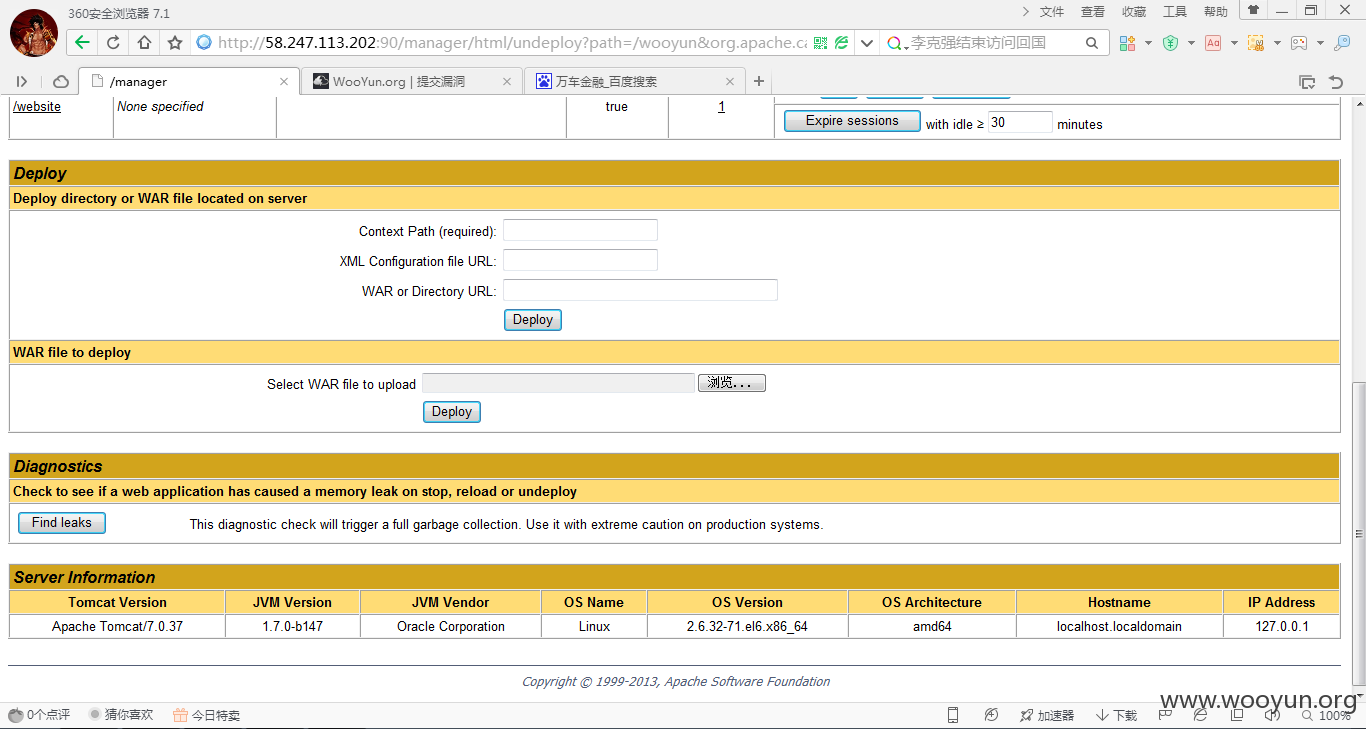 360安全浏览器 7.1
文件 查看 收藏 工具 帮助
http://58.247.113.202:90/manager/html/undeploy?path=/wooyun&org.apache.ca
李克强结束访问回国
/manager
WooYun.org | 提交漏洞
万车金融_百度搜索
/website None specified true 1
Expire sessions with idle ≥ 30 minutes
Deploy
Deploy directory or WAR file located on server
Context Path (required):
XML Configuration file URL:
WAR or Directory URL:
Deploy
WAR file to deploy
Select WAR file to upload 浏览...
Deploy
Diagnostics
Check to see if a web application has caused a memory leak on stop, reload or undeploy
Find leaks This diagnostic check will trigger a full garbage collection. Use it with extreme caution on production systems.
Server Information
Tomcat Version JVM Version JVM Vendor OS Name OS Version OS Architecture Hostname IP Address
Apache Tomcat/7.0.37 1.7.0-b147 Oracle Corporation Linux 2.6.32-71.el6.x86_64 amd64 localhost.localdomain 127.0.0.1
Copyright © 1999-2013, Apache Software Foundation
www.wooyun.org
0个点评 猜你喜欢 今日特卖 加速器 下载 100%